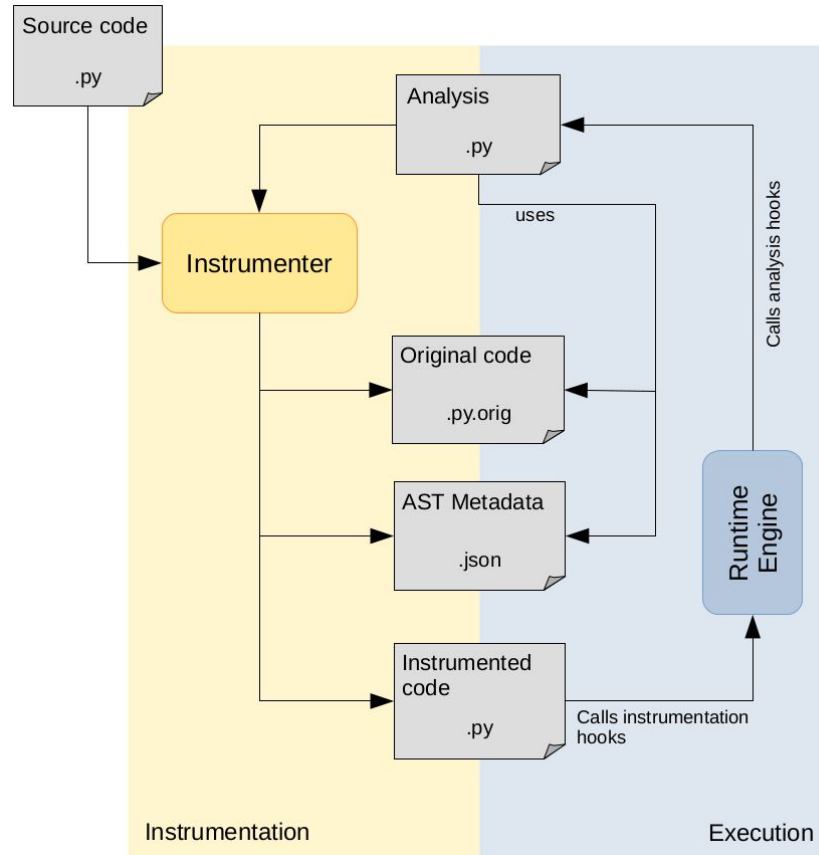 Source code
.py
Analysis
.py
uses
Instrumenter
Calls analysis hooks
Original code
.py.orig
AST Metadata
.json
Runtime
Engine
Instrumented
code
.py
Calls instrumentation
hooks
Instrumentation
Execution